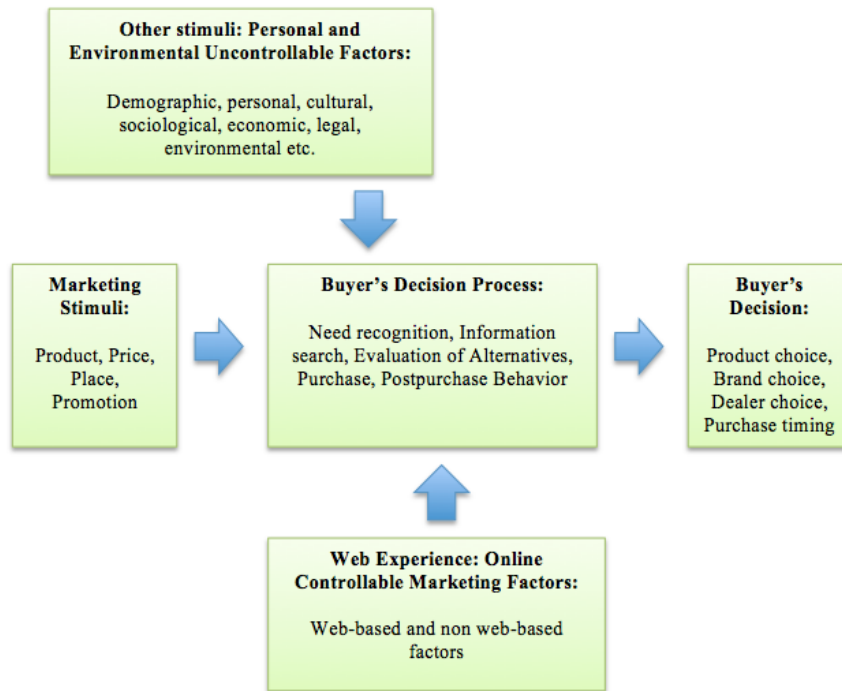 Other stimuli: Personal and
Environmental Uncontrollable Factors:
Demographic, personal, cultural,
sociological, economic, legal,
environmental etc.
Marketing
Stimuli:
Product, Price,
Place,
Promotion
Buyer’s Decision Process:
Need recognition, Information
search, Evaluation of Alternatives,
Purchase, Postpurchase Behavior
Buyer’s
Decision:
Product choice,
Brand choice,
Dealer choice,
Purchase timing
Web Experience: Online
Controllable Marketing Factors:
Web-based and non web-based
factors